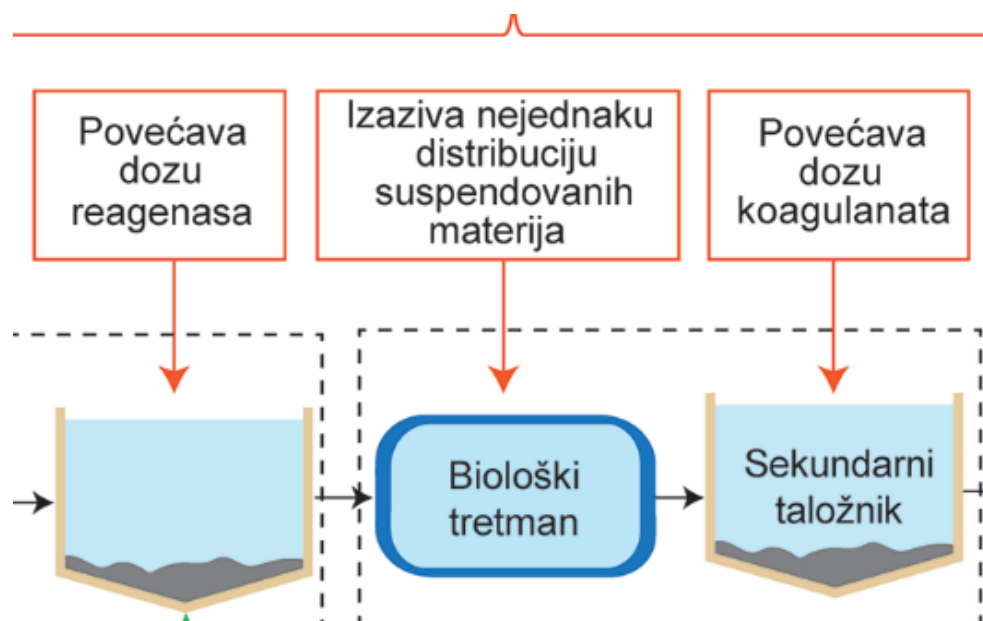 Povećava
dozu
reagenasa
Izaziva nejednaku
distribuciju
suspendovanih
materija
Povećava
dozu
koagulanata
Biološki
tretman
Sekundarni
taložnik